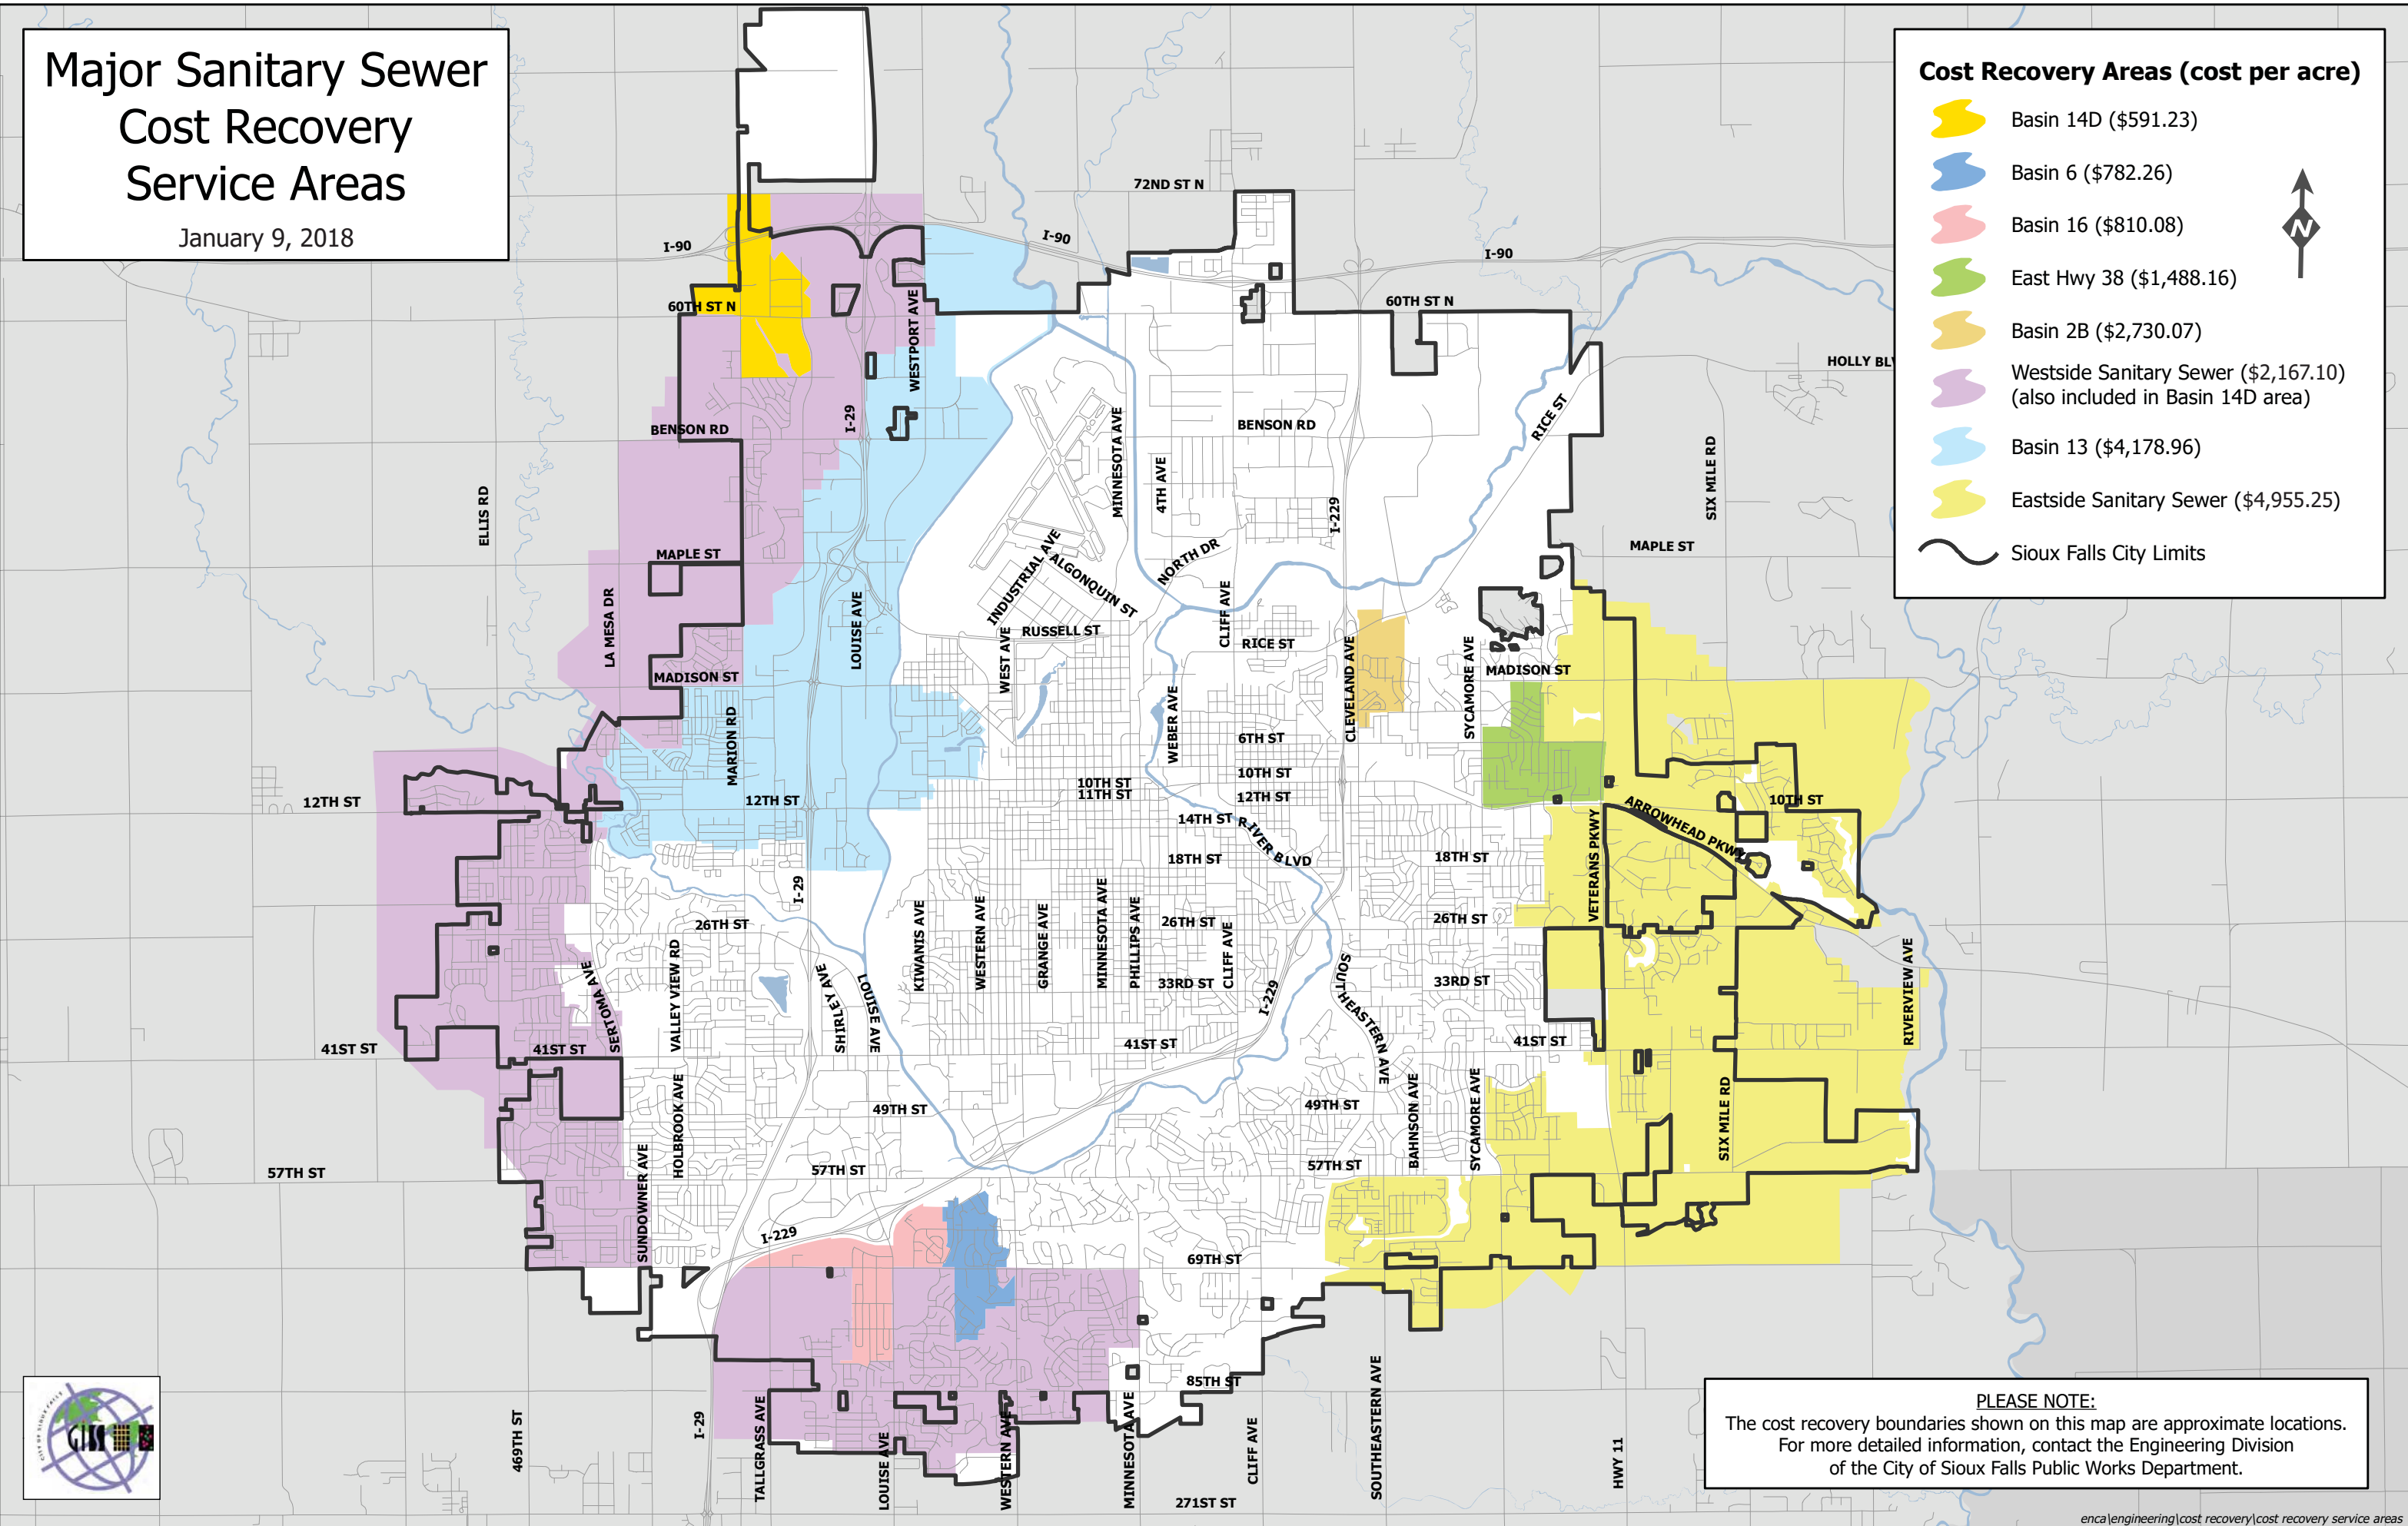 Major Sanitary Sewer
Cost Recovery
Service Areas
January 9, 2018
Cost Recovery Areas (cost per acre)
Basin 14D ($591.23)
Basin 6 ($782.26)
Basin 16 ($810.08)
East Hwy 38 ($1,488.16)
Basin 2B ($2,730.07)
Westside Sanitary Sewer ($2,167.10)
(also included in Basin 14D area)
Basin 13 ($4,178.96)
Eastside Sanitary Sewer ($4,955.25)
Sioux Falls City Limits
N
72ND ST N
I-90
I-90
I-90
60TH ST N
60TH ST N
WESTPORT AVE
HOLLY BLV
I-29
BENSON RD
BENSON RD
RICE ST
MINNESOTA AVE
4TH AVE
SIX MILE RD
ELLIS RD
I-229
MAPLE ST
MAPLE ST
INDUSTRIAL AVE
ALGONQUIN ST
NORTH DR
LA MESA DR
LOUISE AVE
CLIFF AVE
RUSSELL ST
RICE ST
WEST AVE
CLEVELAND AVE
SYCAMORE AVE
MADISON ST
MADISON ST
MARION RD
WEBER AVE
6TH ST
10TH ST
10TH ST
11TH ST
12TH ST
12TH ST
12TH ST
10TH ST
ARROWHEAD PKWY
14TH ST
RIVER BLVD
18TH ST
18TH ST
VETERANS PKWY
I-29
26TH ST
26TH ST
26TH ST
KIWANIS AVE
WESTERN AVE
GRANGE AVE
MINNESOTA AVE
PHILLIPS AVE
CLIFF AVE
33RD ST
33RD ST
SERTOMA AVE
VALLEY VIEW RD
SHIRLEY AVE
LOUISE AVE
I-229
SOUTHEASTERN AVE
RIVERVIEW AVE
41ST ST
41ST ST
41ST ST
41ST ST
49TH ST
49TH ST
HOLBROOK AVE
BAHNSON AVE
SYCAMORE AVE
SIX MILE RD
57TH ST
57TH ST
57TH ST
SUNDOWNER AVE
I-229
69TH ST
85TH ST
469TH ST
I-29
TALLGRASS AVE
LOUISE AVE
WESTERN AVE
MINNESOTA AVE
CLIFF AVE
SOUTHEASTERN AVE
HWY 11
271ST ST
PLEASE NOTE:
The cost recovery boundaries shown on this map are approximate locations.
For more detailed information, contact the Engineering Division
of the City of Sioux Falls Public Works Department.
enca\engineering\cost recovery\cost recovery service areas